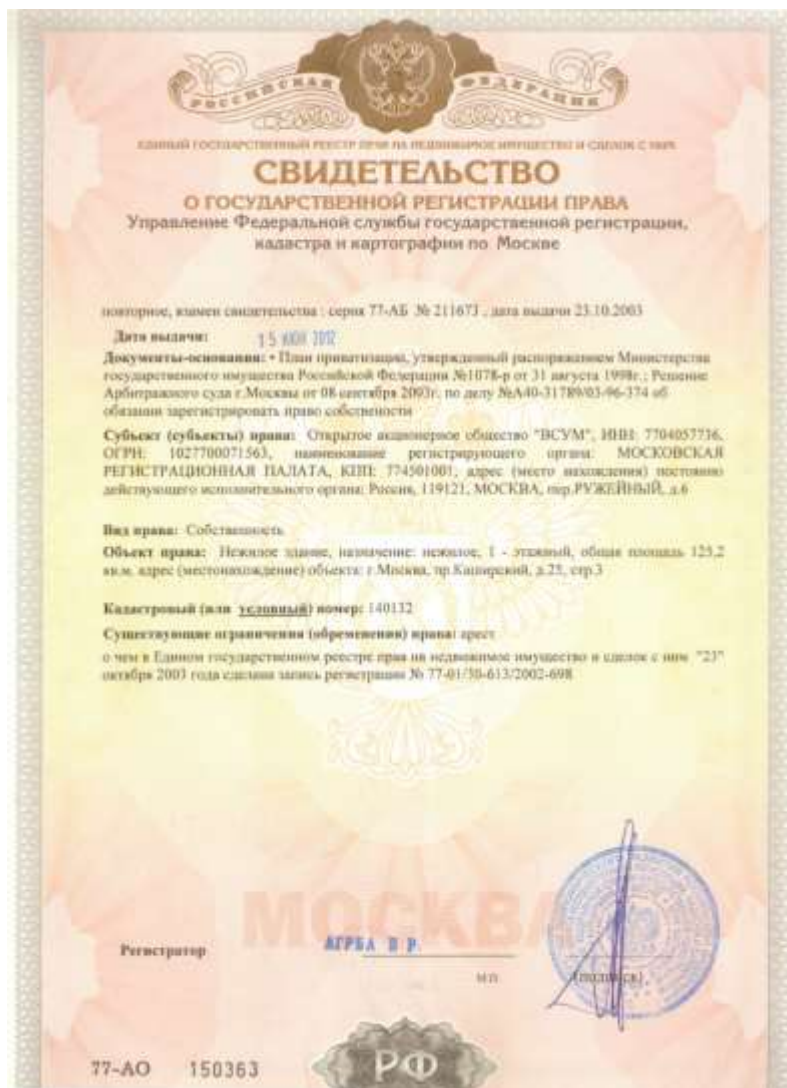 РОССИЙСКАЯ ФЕДЕРАЦИЯ
ЕДИНЫЙ ГОСУДАРСТВЕННЫЙ РЕЕСТР ПРАВ НА НЕДВИЖИМОЕ ИМУЩЕСТВО И СДЕЛОК С НИМ
СВИДЕТЕЛЬСТВО
О ГОСУДАРСТВЕННОЙ РЕГИСТРАЦИИ ПРАВА
Управление Федеральной службы государственной регистрации,
кадастра и картографии по Москве
повторное, взамен свидетельства : серия 77-АБ № 211673 , дата выдачи 23.10.2003
Дата выдачи: 15 ИЮН 2012
Документы-основания: • План приватизации, утвержденный распоряжением Министерства
государственного имущества Российской Федерации №1078-р от 31 августа 1998г.; Решение
Арбитражного суда г.Москвы от 08 сентября 2003г. по делу №А40-31789/03-96-374 об
обязании зарегистрировать право собственности
Субъект (субъекты) права: Открытое акционерное общество "ВСУМ", ИНН: 7704057736,
ОГРН: 1027700071563, наименование регистрирующего органа: МОСКОВСКАЯ
РЕГИСТРАЦИОННАЯ ПАЛАТА, КПП: 774501001, адрес (место нахождения) постоянно
действующего исполнительного органа: Россия, 119121, МОСКВА, пер.РУЖЕЙНЫЙ, д.6
Вид права: Собственность
Объект права: Нежилое здание, назначение: нежилое, 1 - этажный, общая площадь 125,2
кв.м, адрес (местонахождение) объекта: г.Москва, пр.Каширский, д.25, стр.3
Кадастровый (или условный) номер: 140132
Существующие ограничения (обременения) права: арест
о чем в Едином государственном реестре прав на недвижимое имущество и сделок с ним "23"
октября 2003 года сделана запись регистрации № 77-01/30-613/2002-698
МОСКВА
Регистратор АГРБА В Р.
м.п. (подпись)
77-АО 150363
РФ